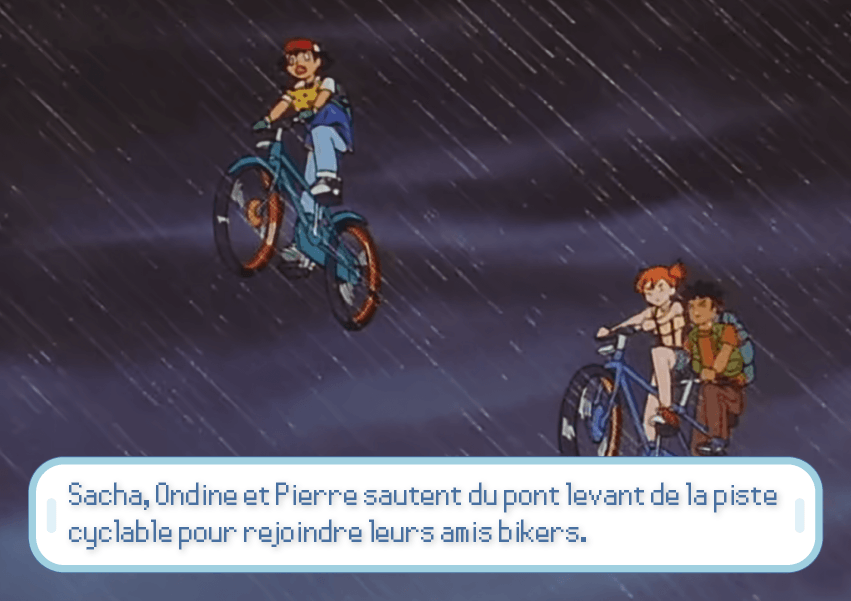 Sacha, Ondine et Pierre sautent du pont levant de la piste
cyclable pour rejoindre leurs amis bikers.